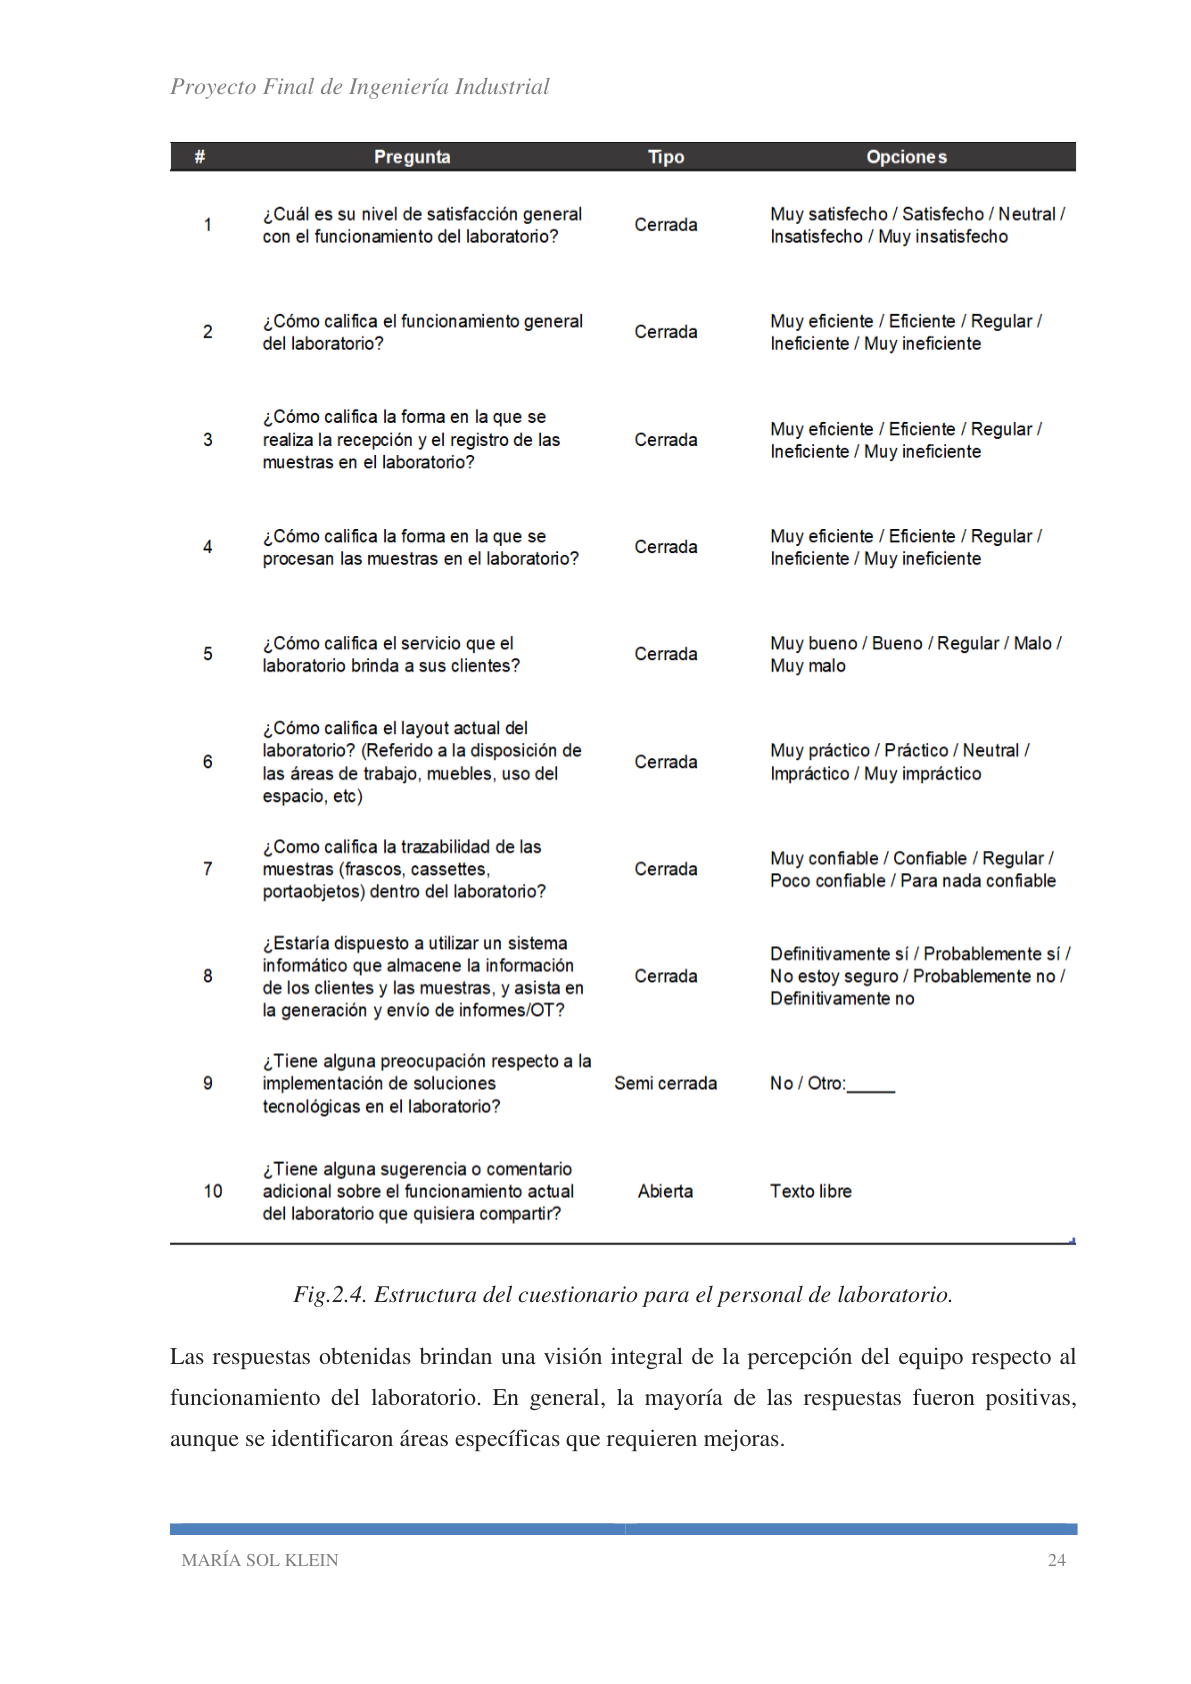 Proyecto Final de Ingeniería Industrial
# Pregunta Tipo Opciones
1 ¿Cuál es su nivel de satisfacción general con el funcionamiento del laboratorio? Cerrada Muy satisfecho / Satisfecho / Neutral / Insatisfecho / Muy insatisfecho
2 ¿Cómo califica el funcionamiento general del laboratorio? Cerrada Muy eficiente / Eficiente / Regular / Ineficiente / Muy ineficiente
3 ¿Cómo califica la forma en la que se realiza la recepción y el registro de las muestras en el laboratorio? Cerrada Muy eficiente / Eficiente / Regular / Ineficiente / Muy ineficiente
4 ¿Cómo califica la forma en la que se procesan las muestras en el laboratorio? Cerrada Muy eficiente / Eficiente / Regular / Ineficiente / Muy ineficiente
5 ¿Cómo califica el servicio que el laboratorio brinda a sus clientes? Cerrada Muy bueno / Bueno / Regular / Malo / Muy malo
6 ¿Cómo califica el layout actual del laboratorio? (Referido a la disposición de las áreas de trabajo, muebles, uso del espacio, etc) Cerrada Muy práctico / Práctico / Neutral / Impráctico / Muy impráctico
7 ¿Como califica la trazabilidad de las muestras (frascos, cassettes, portaobjetos) dentro del laboratorio? Cerrada Muy confiable / Confiable / Regular / Poco confiable / Para nada confiable
8 ¿Estaría dispuesto a utilizar un sistema informático que almacene la información de los clientes y las muestras, y asista en la generación y envío de informes/OT? Cerrada Definitivamente sí / Probablemente sí / No estoy seguro / Probablemente no / Definitivamente no
9 ¿Tiene alguna preocupación respecto a la implementación de soluciones tecnológicas en el laboratorio? Semi cerrada No / Otro:_____
10 ¿Tiene alguna sugerencia o comentario adicional sobre el funcionamiento actual del laboratorio que quisiera compartir? Abierta Texto libre
Fig.2.4. Estructura del cuestionario para el personal de laboratorio.
Las respuestas obtenidas brindan una visión integral de la percepción del equipo respecto al
funcionamiento del laboratorio. En general, la mayoría de las respuestas fueron positivas,
aunque se identificaron áreas específicas que requieren mejoras.
MARÍA SOL KLEIN 24